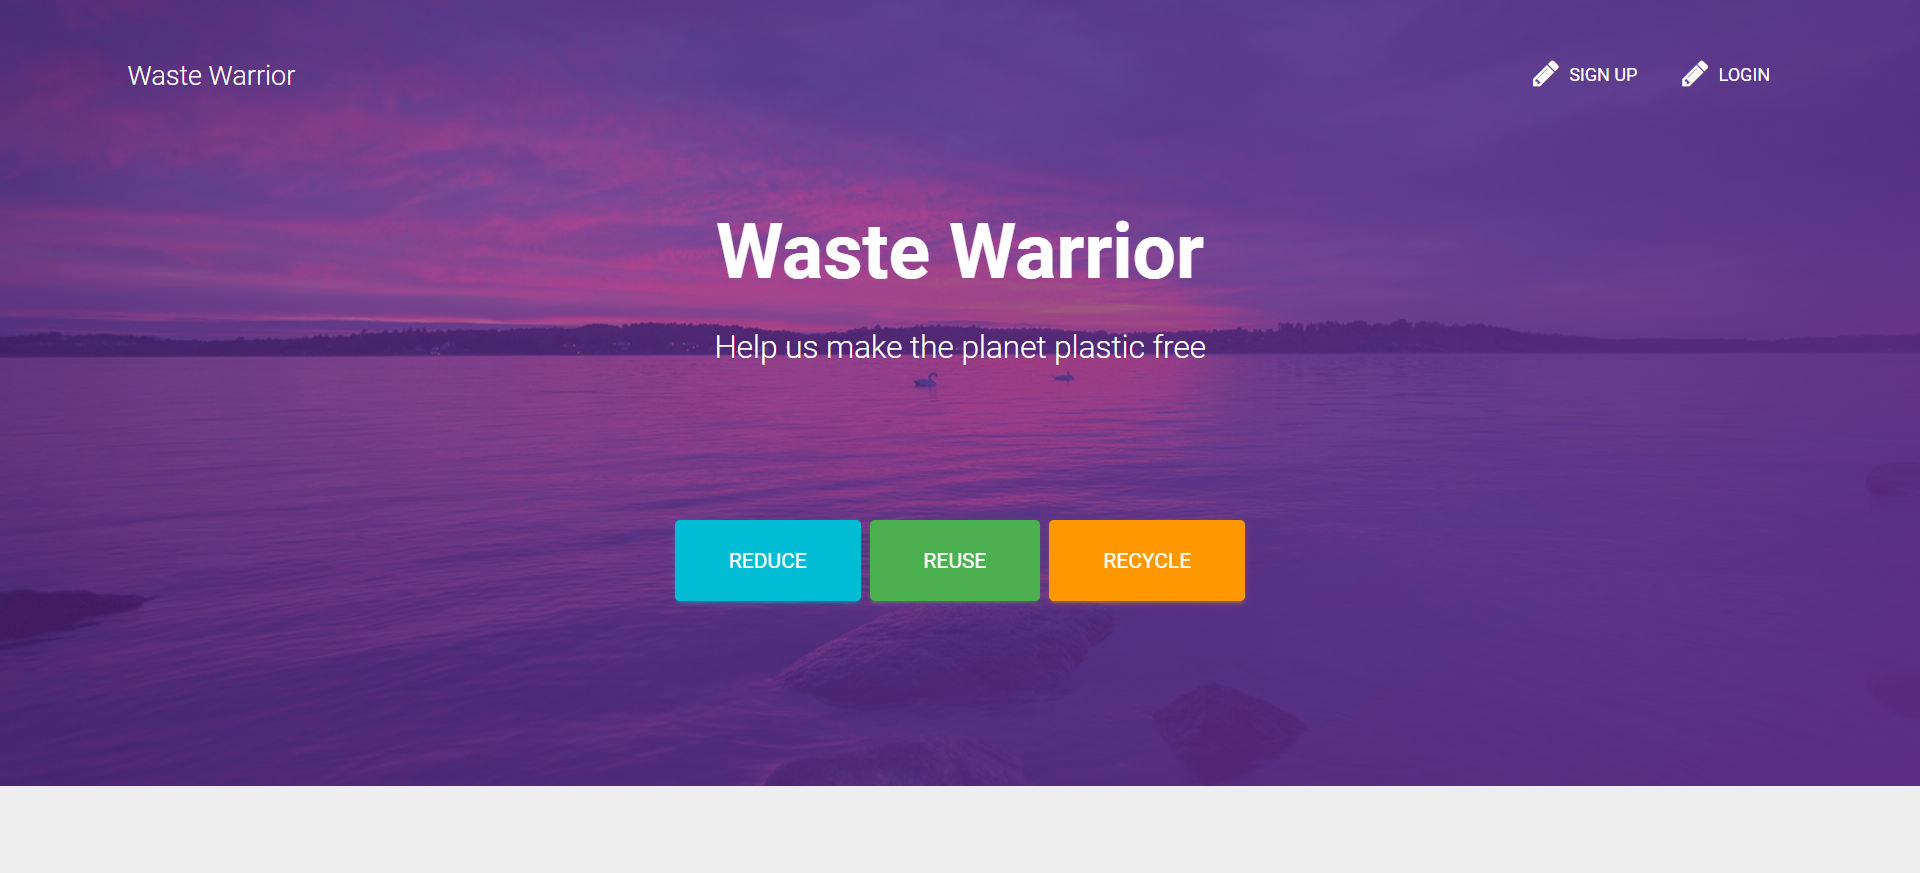 Waste Warrior
SIGN UP
LOGIN
Waste Warrior
Help us make the planet plastic free
REDUCE
REUSE
RECYCLE